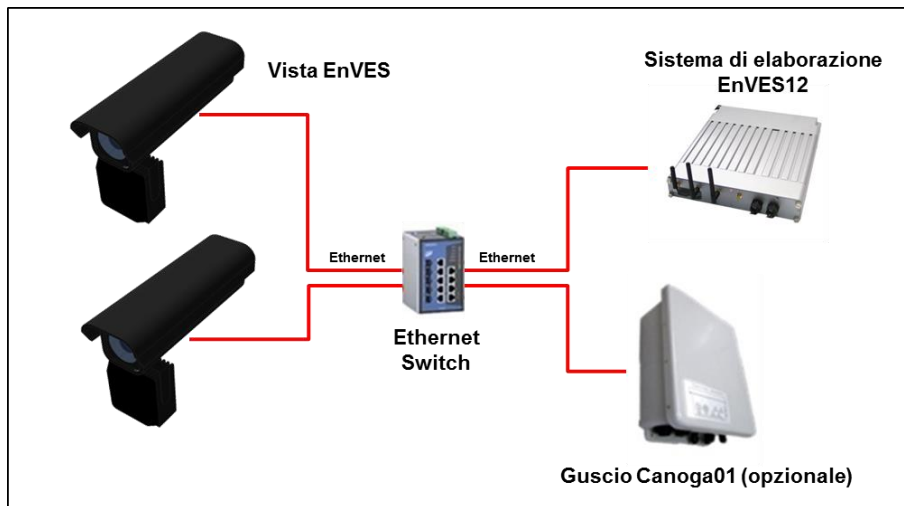 Vista EnVES
Sistema di elaborazione
EnVES12
Ethernet
Ethernet
Ethernet
Switch
Guscio Canoga01 (opzionale)